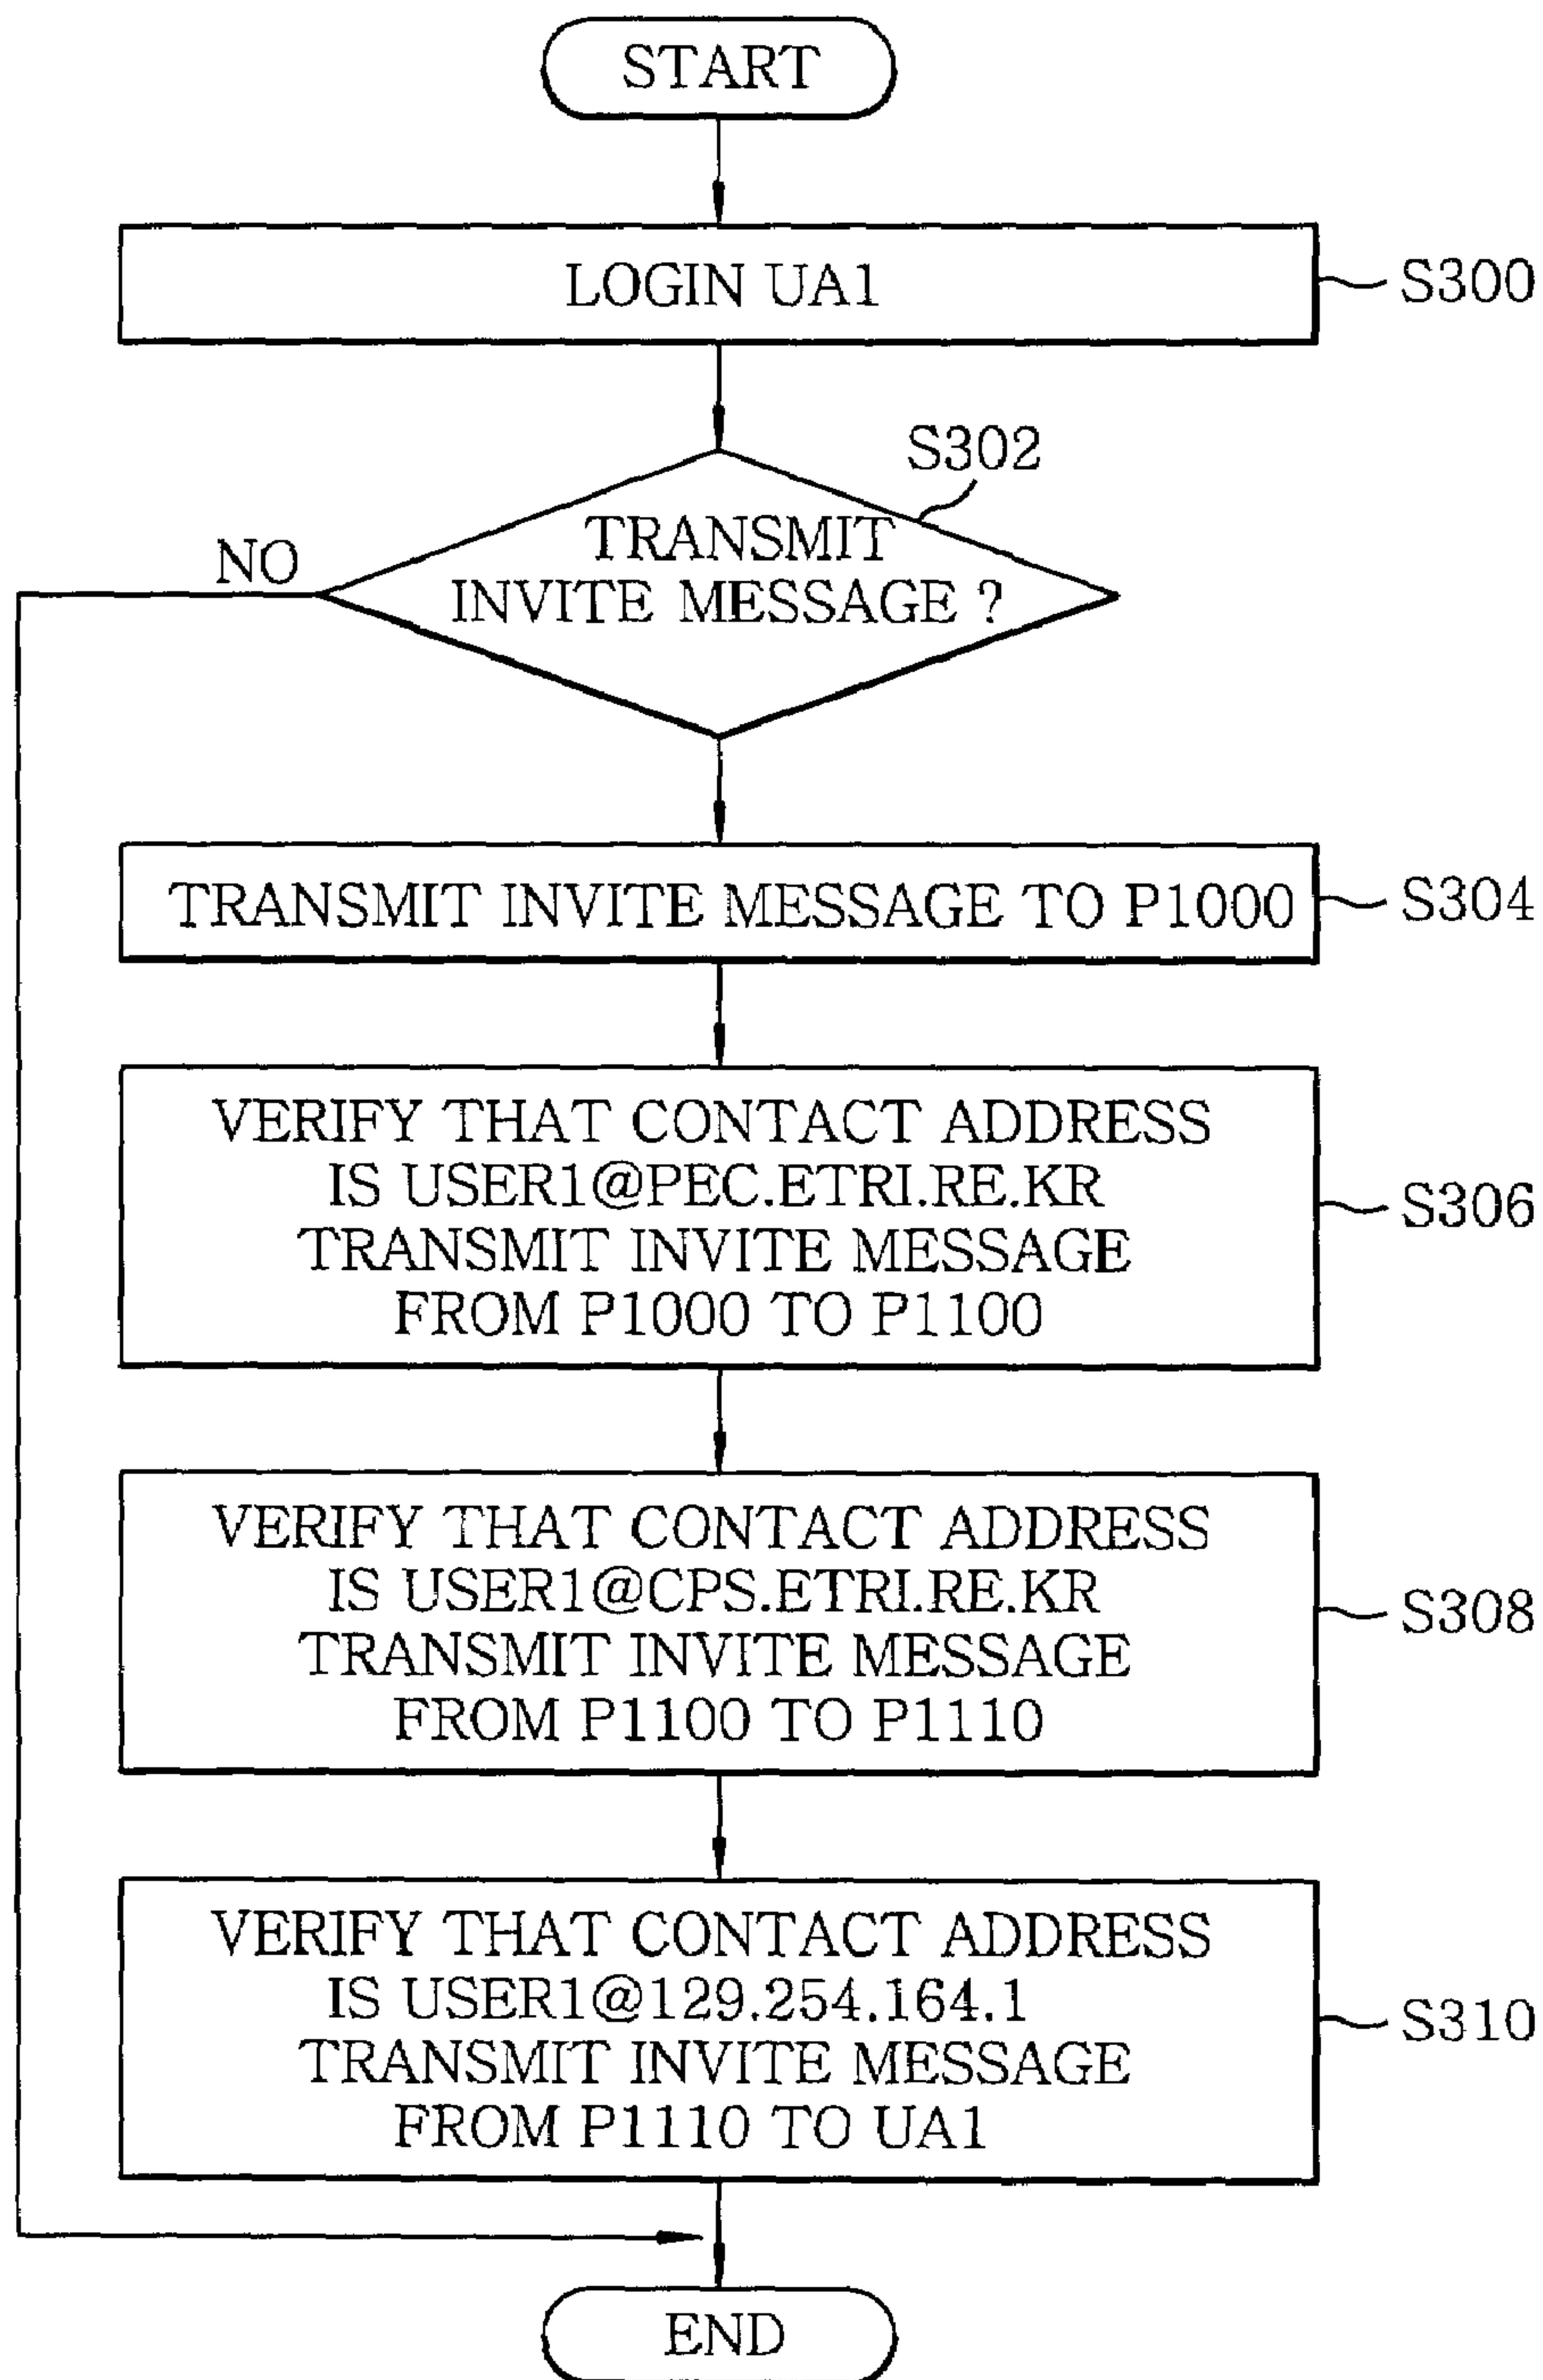 START
LOGIN UA1
S300
S302
TRANSMIT
INVITE MESSAGE ?
NO
TRANSMIT INVITE MESSAGE TO P1000
S304
VERIFY THAT CONTACT ADDRESS
IS USER1@PEC.ETRI.RE.KR
TRANSMIT INVITE MESSAGE
FROM P1000 TO P1100
S306
VERIFY THAT CONTACT ADDRESS
IS USER1@CPS.ETRI.RE.KR
TRANSMIT INVITE MESSAGE
FROM P1100 TO P1110
S308
VERIFY THAT CONTACT ADDRESS
IS USER1@129.254.164.1
TRANSMIT INVITE MESSAGE
FROM P1110 TO UA1
S310
END